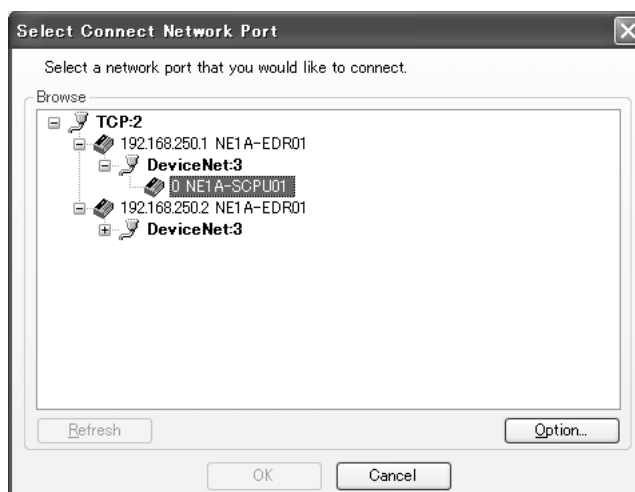 Select Connect Network Port
Select a network port that you would like to connect.
Browse
TCP:2
192.168.250.1 NE1A-EDR01
DeviceNet:3
0 NE1A-SCPU01
192.168.250.2 NE1A-EDR01
DeviceNet:3
Refresh
Option...
OK
Cancel